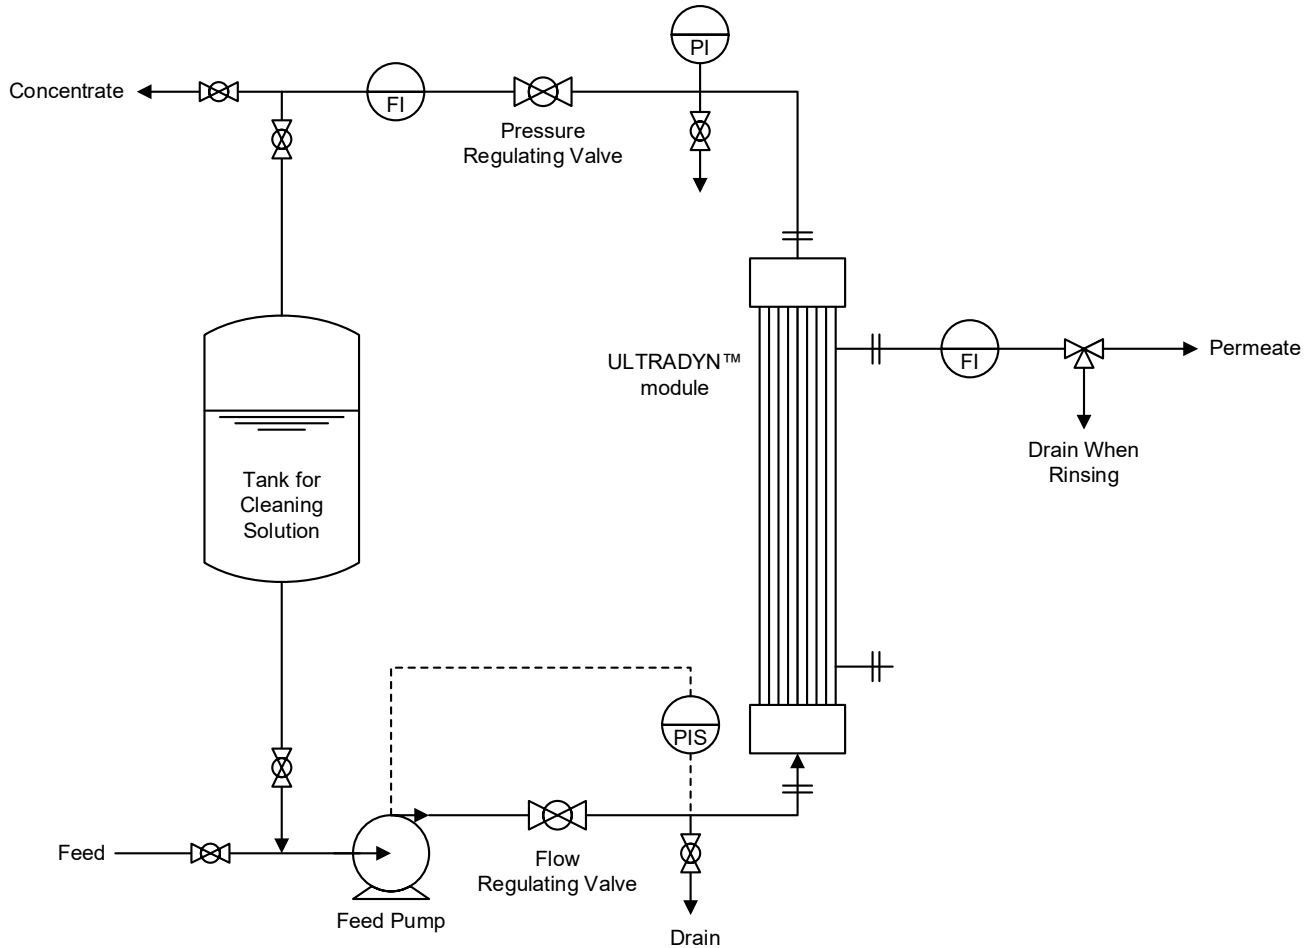 PI
Concentrate
FI
Pressure
Regulating Valve
ULTRADYN™
module
FI
Permeate
Drain When
Rinsing
Tank for
Cleaning
Solution
PIS
Feed
Flow
Regulating Valve
Feed Pump
Drain